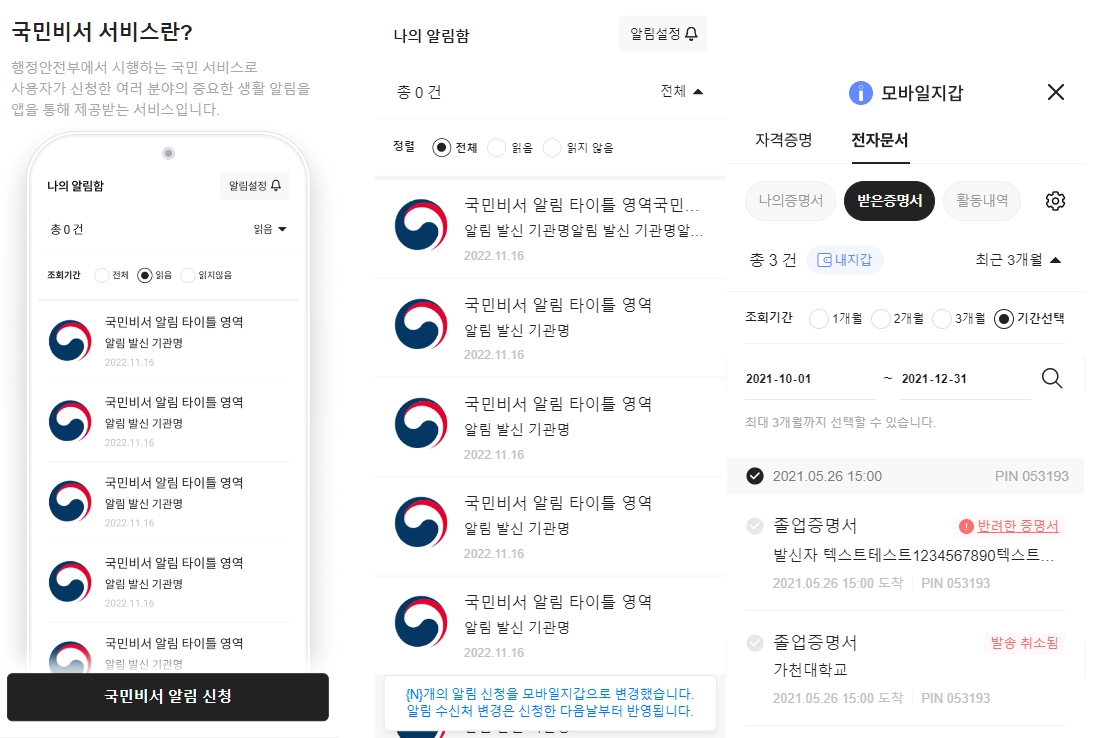 국민비서 서비스란?
행정안전부에서 시행하는 국민 서비스로
사용자가 신청한 여러 분야의 중요한 생활 알림을
앱을 통해 제공받는 서비스입니다.
나의 알림함
알림설정
총 0 건
읽음
조회기간 전체 읽음 읽지않음
국민비서 알림 타이틀 영역
알림 발신 기관명
2022.11.16
국민비서 알림 타이틀 영역
알림 발신 기관명
2022.11.16
국민비서 알림 타이틀 영역
알림 발신 기관명
2022.11.16
국민비서 알림 타이틀 영역
알림 발신 기관명
2022.11.16
국민비서 알림 타이틀 영역
알림 발신 기관명
국민비서 알림 신청
나의 알림함
알림설정
총 0 건
전체
정렬 전체 읽음 읽지 않음
국민비서 알림 타이틀 영역국민...
알림 발신 기관명알림 발신 기관명알...
2022.11.16
국민비서 알림 타이틀 영역
알림 발신 기관명
2022.11.16
국민비서 알림 타이틀 영역
알림 발신 기관명
2022.11.16
국민비서 알림 타이틀 영역
알림 발신 기관명
2022.11.16
국민비서 알림 타이틀 영역
알림 발신 기관명
2022.11.16
{N}개의 알림 신청을 모바일지갑으로 변경했습니다.
알림 수신처 변경은 신청한 다음날부터 반영됩니다.
모바일지갑
자격증명 전자문서
나의증명서 받은증명서 활동내역
총 3 건 내지갑 최근 3개월
조회기간 1개월 2개월 3개월 기간선택
2021-10-01 ~ 2021-12-31
최대 3개월까지 선택할 수 있습니다.
2021.05.26 15:00 PIN 053193
졸업증명서 반려한 증명서
발신자 텍스트테스트1234567890텍스트...
2021.05.26 15:00 도착 PIN 053193
졸업증명서 발송 취소됨
가천대학교
2021.05.26 15:00 도착 PIN 053193